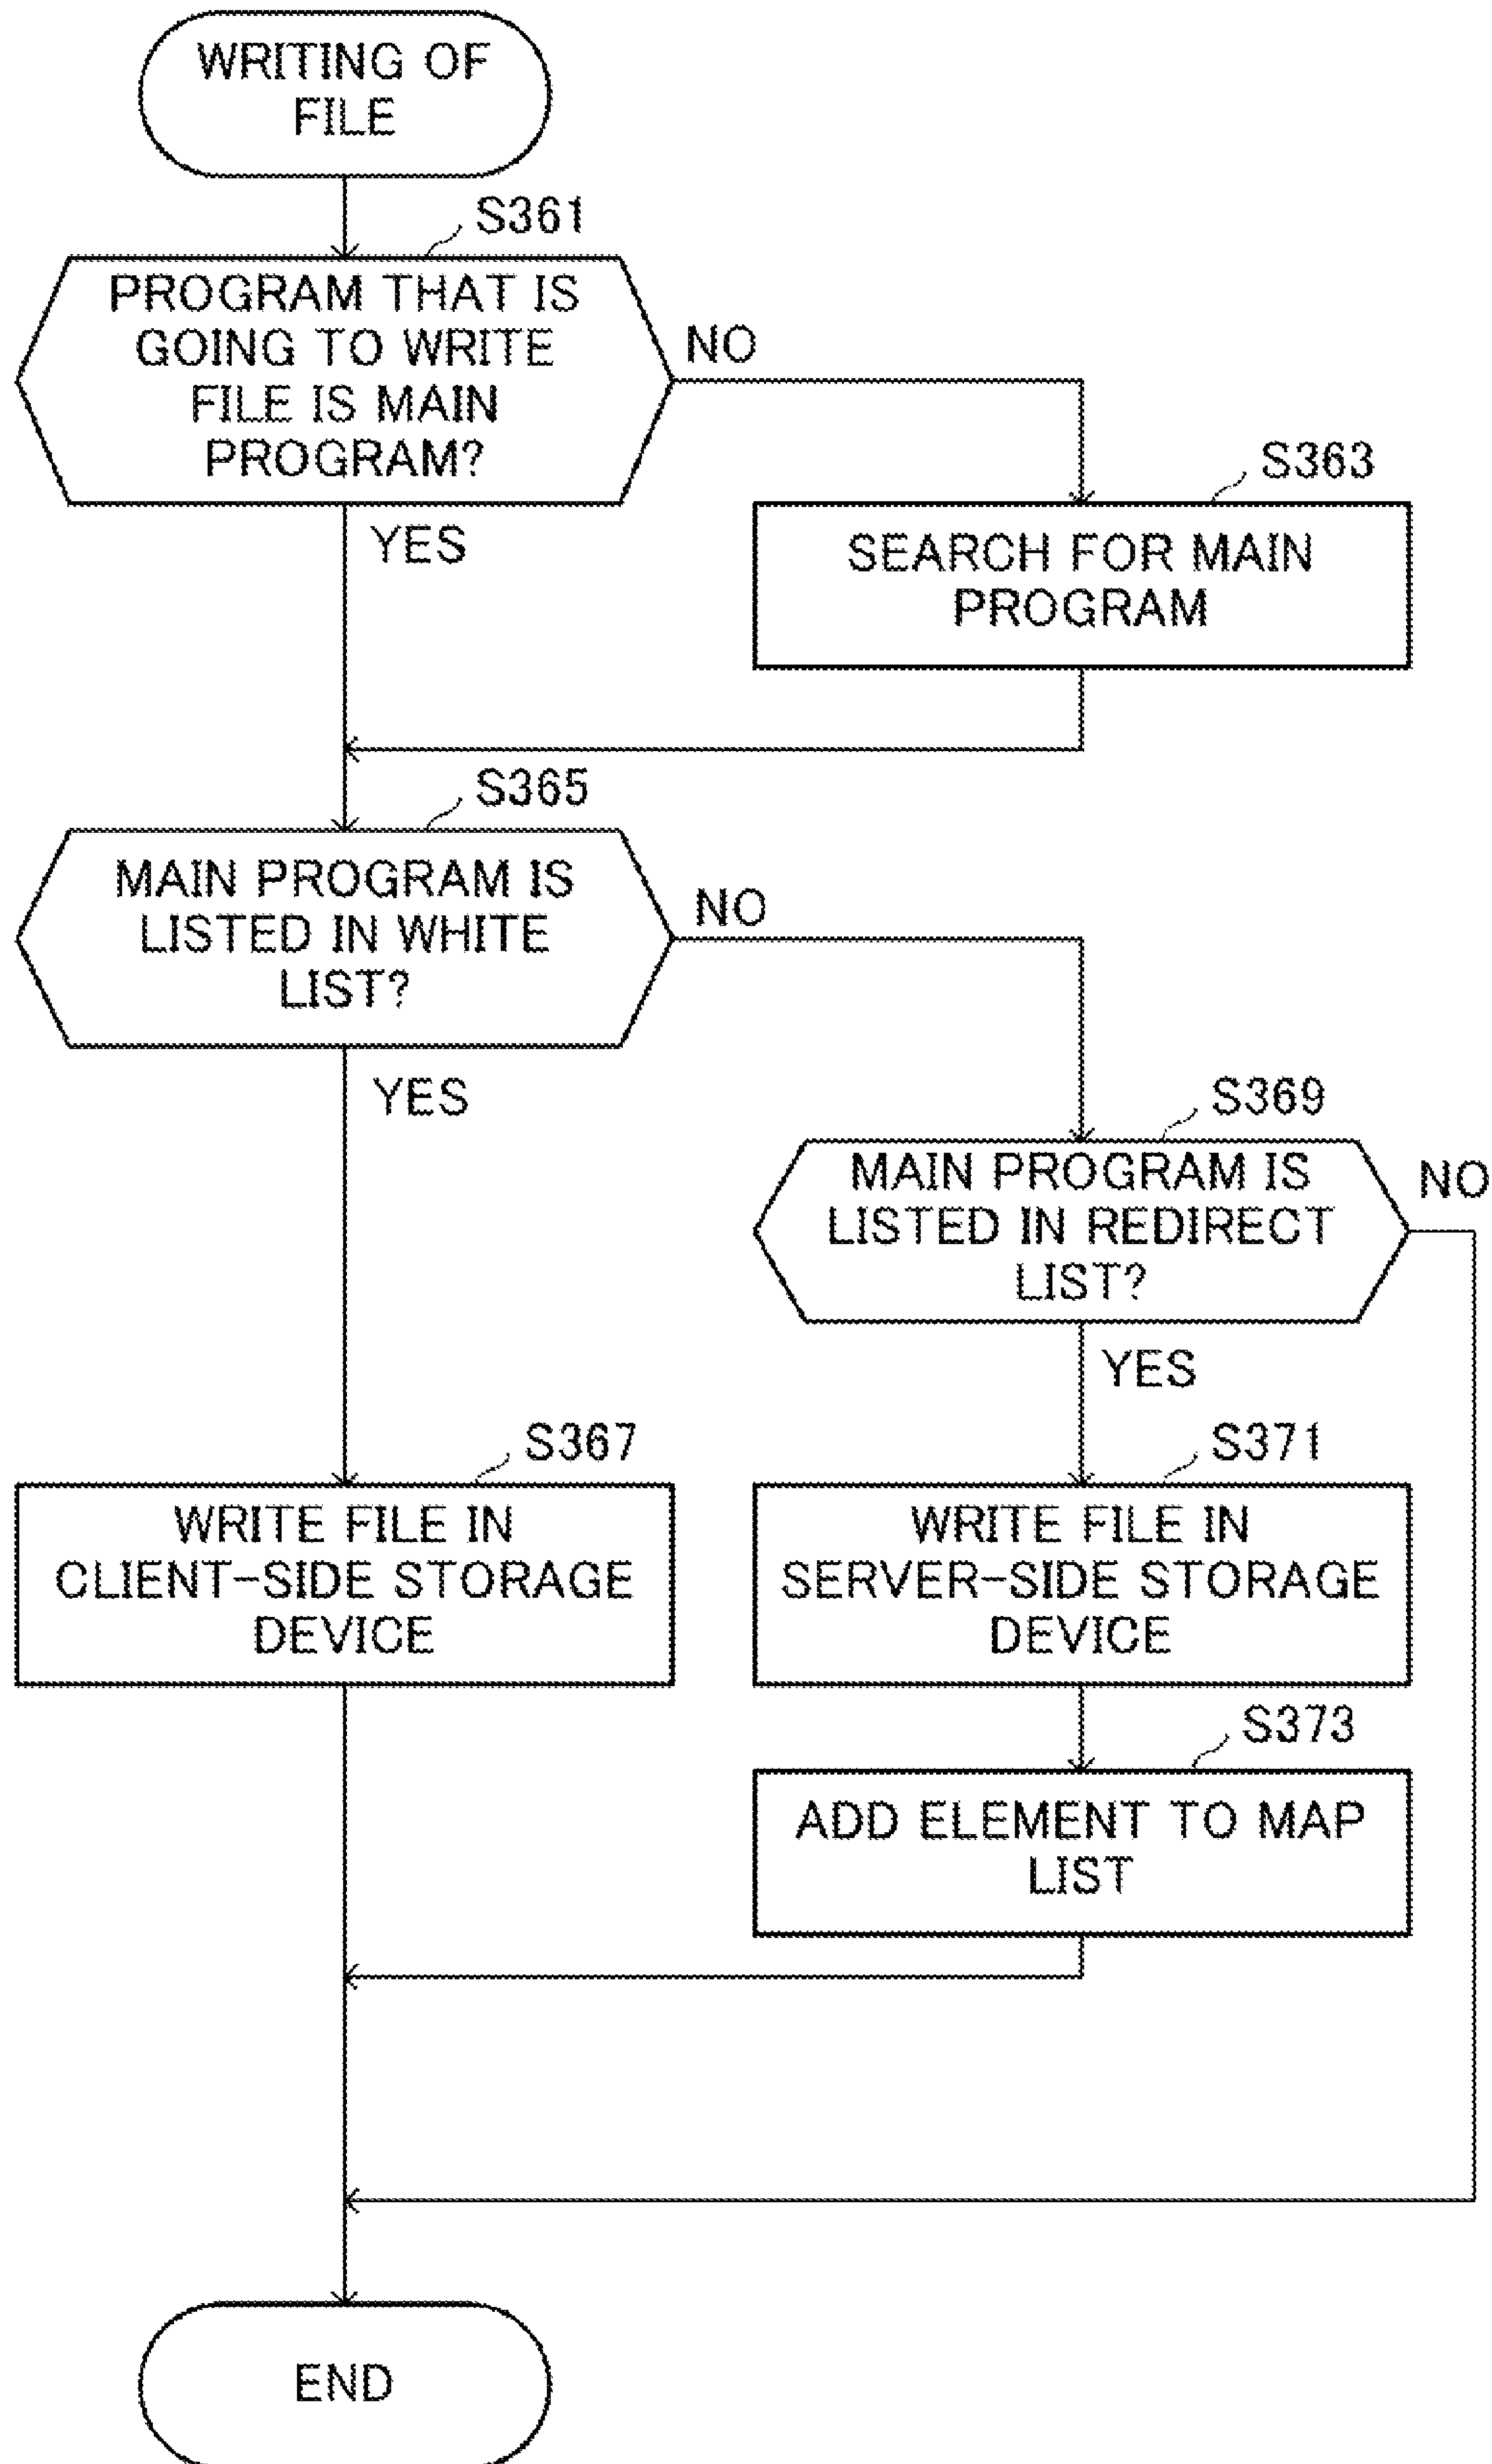 WRITING OF
FILE
S361
PROGRAM THAT IS
GOING TO WRITE
FILE IS MAIN
PROGRAM?
NO
YES
S363
SEARCH FOR MAIN
PROGRAM
S365
MAIN PROGRAM IS
LISTED IN WHITE
LIST?
NO
YES
S369
MAIN PROGRAM IS
LISTED IN REDIRECT
LIST?
NO
YES
S367
WRITE FILE IN
CLIENT-SIDE STORAGE
DEVICE
S371
WRITE FILE IN
SERVER-SIDE STORAGE
DEVICE
S373
ADD ELEMENT TO MAP
LIST
END